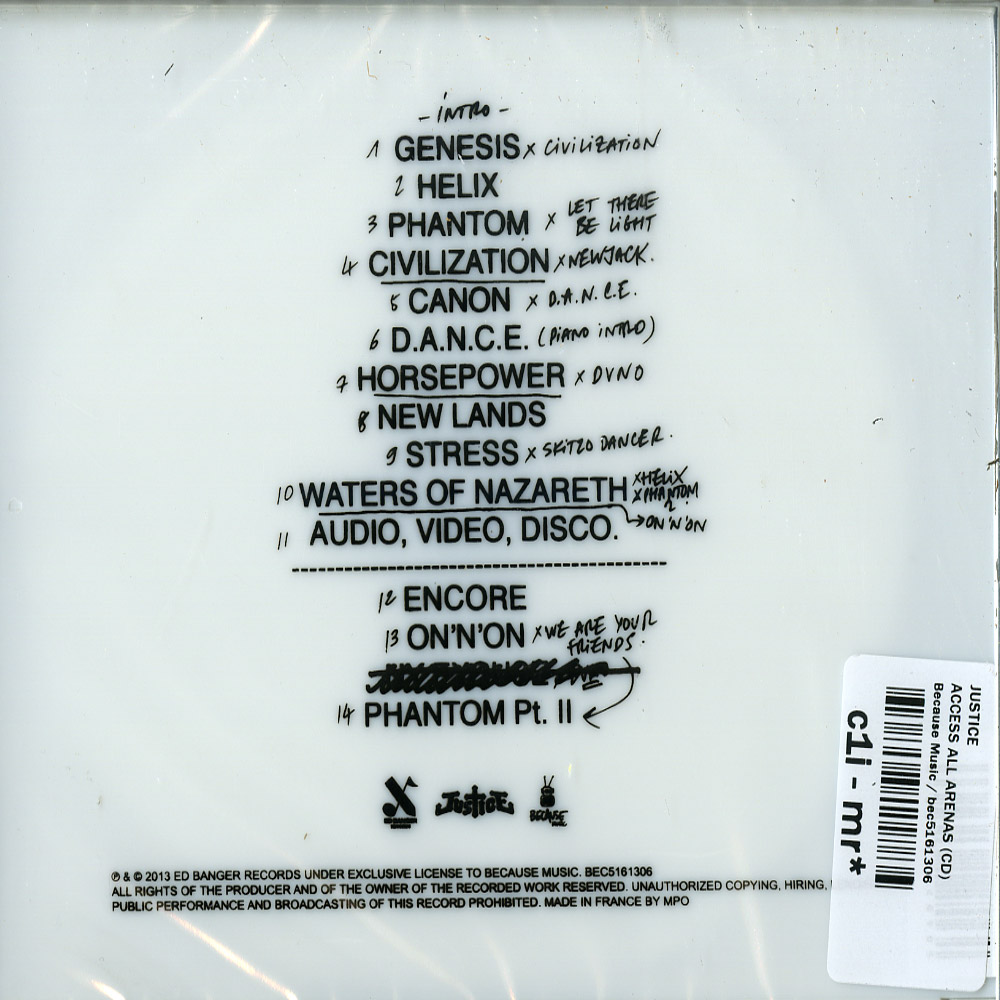 - iNTRO -
1 GENESIS x CiViLiZATiON
2 HELIX
3 PHANTOM x LET THERE BE LiGHT
4 CIVILIZATION x NEWJACK.
5 CANON x D.A.N.C.E.
6 D.A.N.C.E. (PiANO iNTRO)
7 HORSEPOWER x DVNO
8 NEW LANDS
9 STRESS x SKiTZO DANCER.
10 WATERS OF NAZARETH x HELiX x PHANTOM 2
→ ON'N'ON
11 AUDIO, VIDEO, DISCO.
12 ENCORE
13 ON'N'ON x WE ARE YOUR FRiENDS.
14 PHANTOM Pt. II
JUSTICE
BECAUSE
℗ & © 2013 ED BANGER RECORDS UNDER EXCLUSIVE LICENSE TO BECAUSE MUSIC. BEC5161306
ALL RIGHTS OF THE PRODUCER AND OF THE OWNER OF THE RECORDED WORK RESERVED. UNAUTHORIZED COPYING, HIRING,
PUBLIC PERFORMANCE AND BROADCASTING OF THIS RECORD PROHIBITED. MADE IN FRANCE BY MPO
JUSTICE
ACCESS ALL ARENAS (CD)
Because Music / bec5161306
c1i - mr*